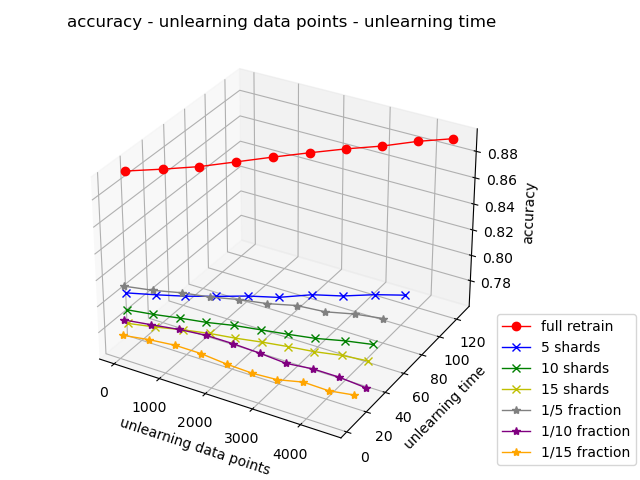 accuracy - unlearning data points - unlearning time
0.88
0.86
0.84
0.82
0.80
0.78
accuracy
0
1000
2000
3000
4000
unlearning data points
0
20
40
60
80
100
120
unlearning time
full retrain
5 shards
10 shards
15 shards
1/5 fraction
1/10 fraction
1/15 fraction